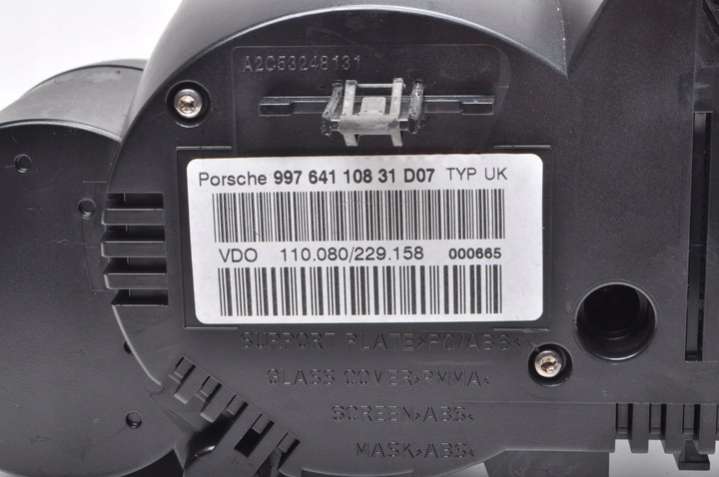 A2C53248131
Porsche 997 641 108 31 D07 TYP UK
VDO 110.080/229.158 000665
SUPPORT PLATE>PC/ABS<
GLASS COVER>PMMA<
SCREEN>ABS<
MASK>ABS<